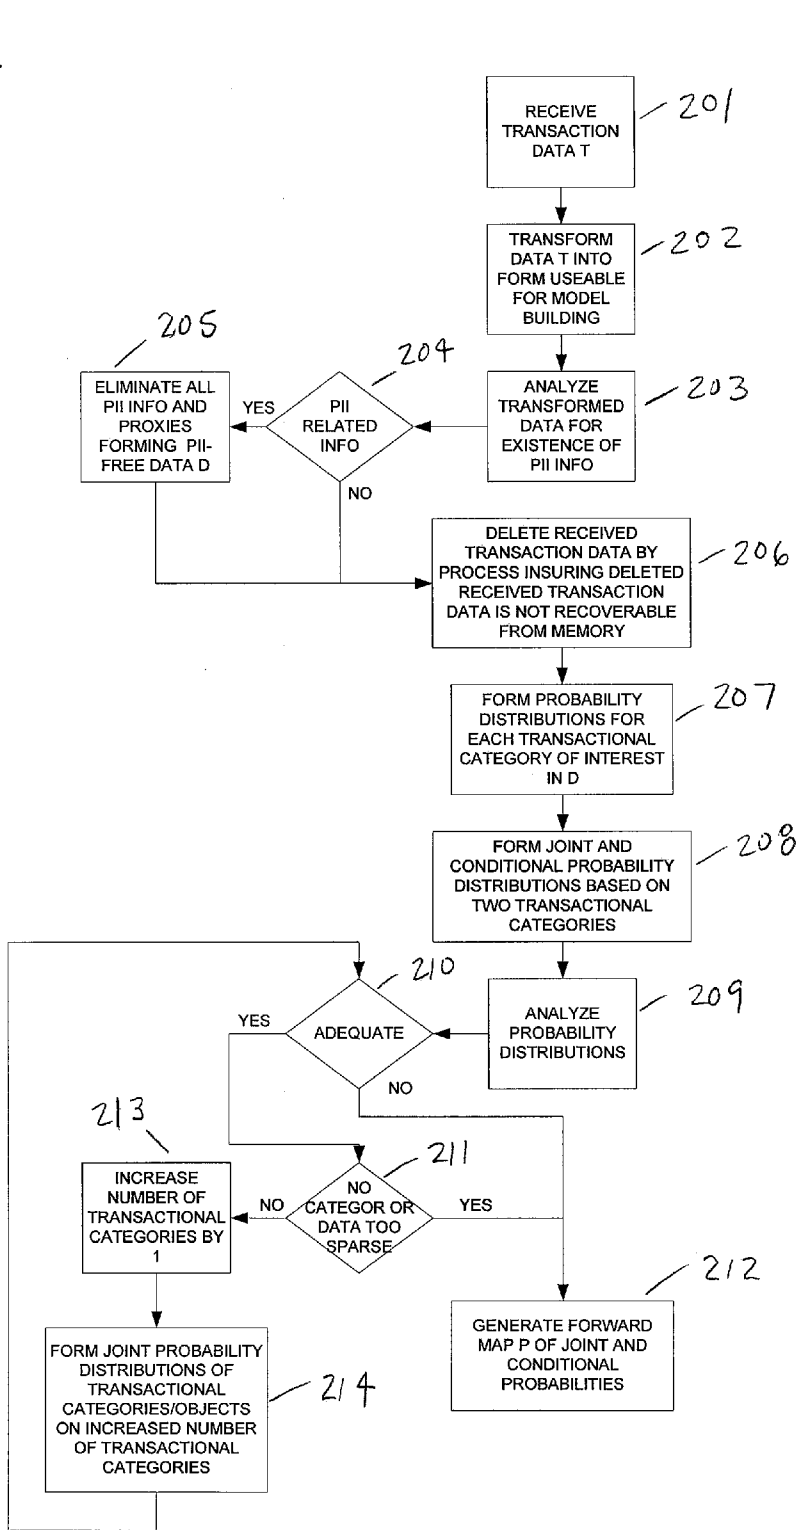 RECEIVE
TRANSACTION
DATA T
201
TRANSFORM
DATA T INTO
FORM USEABLE
FOR MODEL
BUILDING
202
205
204
ELIMINATE ALL
PII INFO AND
PROXIES
FORMING PII-
FREE DATA D
YES
PII
RELATED
INFO
NO
ANALYZE
TRANSFORMED
DATA FOR
EXISTENCE OF
PII INFO
203
DELETE RECEIVED
TRANSACTION DATA BY
PROCESS INSURING DELETED
RECEIVED TRANSACTION
DATA IS NOT RECOVERABLE
FROM MEMORY
206
FORM PROBABILITY
DISTRIBUTIONS FOR
EACH TRANSACTIONAL
CATEGORY OF INTEREST
IN D
207
FORM JOINT AND
CONDITIONAL PROBABILITY
DISTRIBUTIONS BASED ON
TWO TRANSACTIONAL
CATEGORIES
208
210
YES
ADEQUATE
NO
ANALYZE
PROBABILITY
DISTRIBUTIONS
209
213
211
INCREASE
NUMBER OF
TRANSACTIONAL
CATEGORIES BY
1
NO
NO
CATEGOR OR
DATA TOO
SPARSE
YES
212
GENERATE FORWARD
MAP P OF JOINT AND
CONDITIONAL
PROBABILITIES
FORM JOINT PROBABILITY
DISTRIBUTIONS OF
TRANSACTIONAL
CATEGORIES/OBJECTS
ON INCREASED NUMBER
OF TRANSACTIONAL
CATEGORIES
214